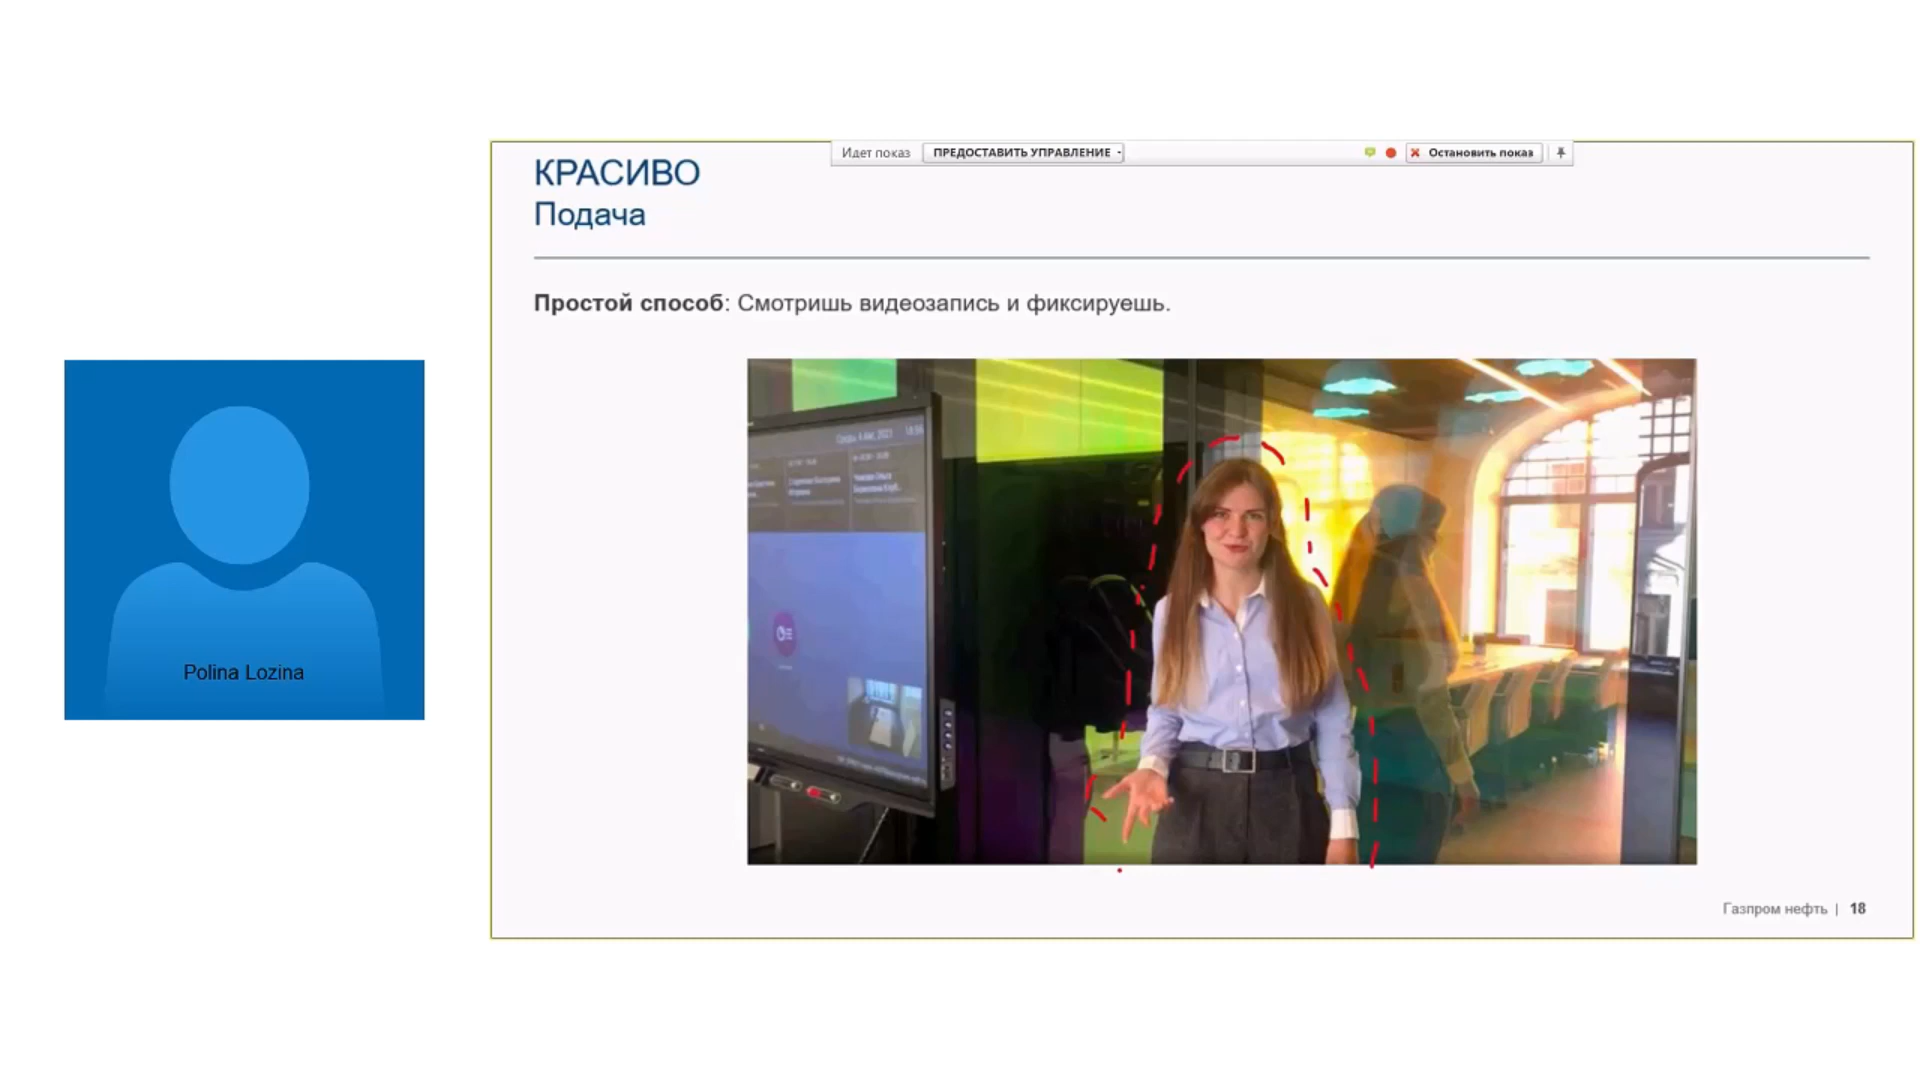 Идет показ
ПРЕДОСТАВИТЬ УПРАВЛЕНИЕ
Остановить показ
КРАСИВО
Подача
Простой способ: Смотришь видеозапись и фиксируешь.
Polina Lozina
Газпром нефть | 18